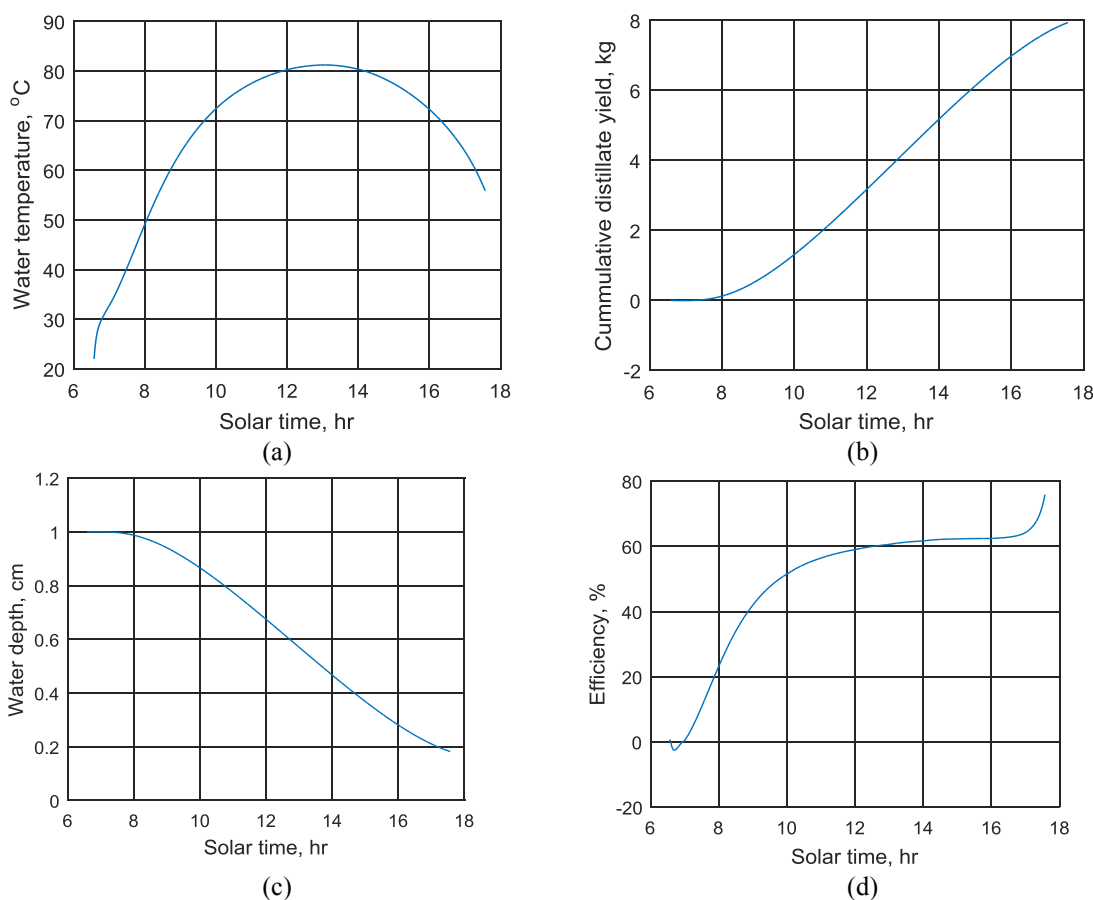 90
80
70
60
50
40
30
20
6 8 10 12 14 16 18
Water temperature, °C
Solar time, hr
(a)
8
6
4
2
0
-2
6 8 10 12 14 16 18
Cummulative distillate yield, kg
Solar time, hr
(b)
1.2
1
0.8
0.6
0.4
0.2
0
6 8 10 12 14 16 18
Water depth, cm
Solar time, hr
(c)
80
60
40
20
0
-20
6 8 10 12 14 16 18
Efficiency, %
Solar time, hr
(d)